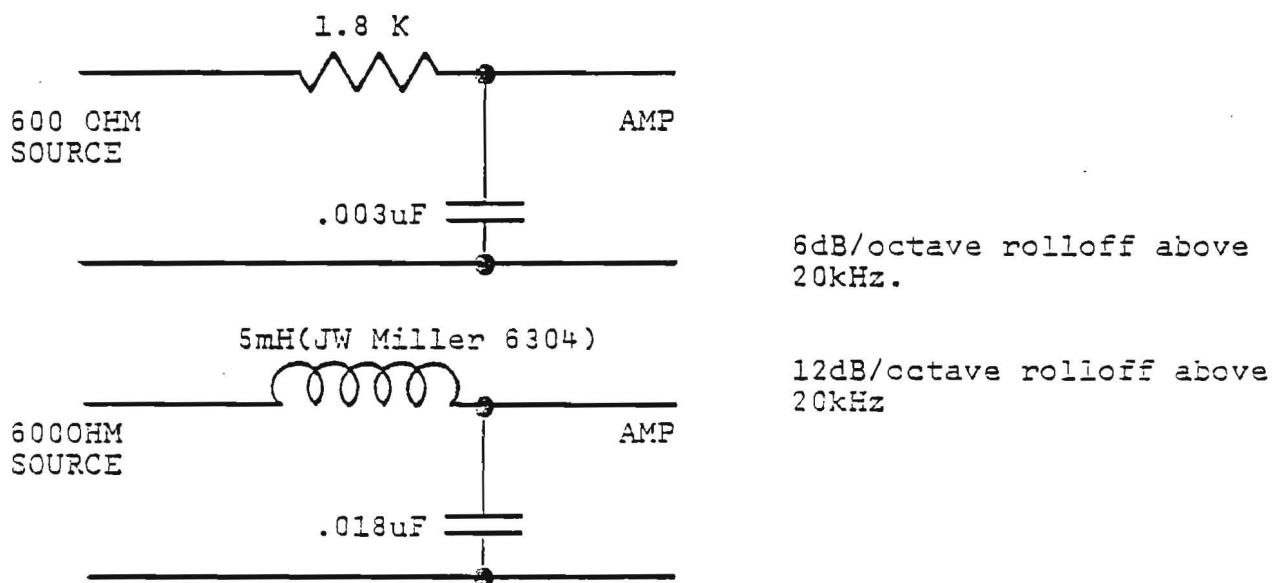 1.8 K
600 OHM
SOURCE
AMP
.003uF
6dB/octave rolloff above
20kHz.
5mH(JW Miller 6304)
12dB/octave rolloff above
20kHz
600OHM
SOURCE
AMP
.018uF